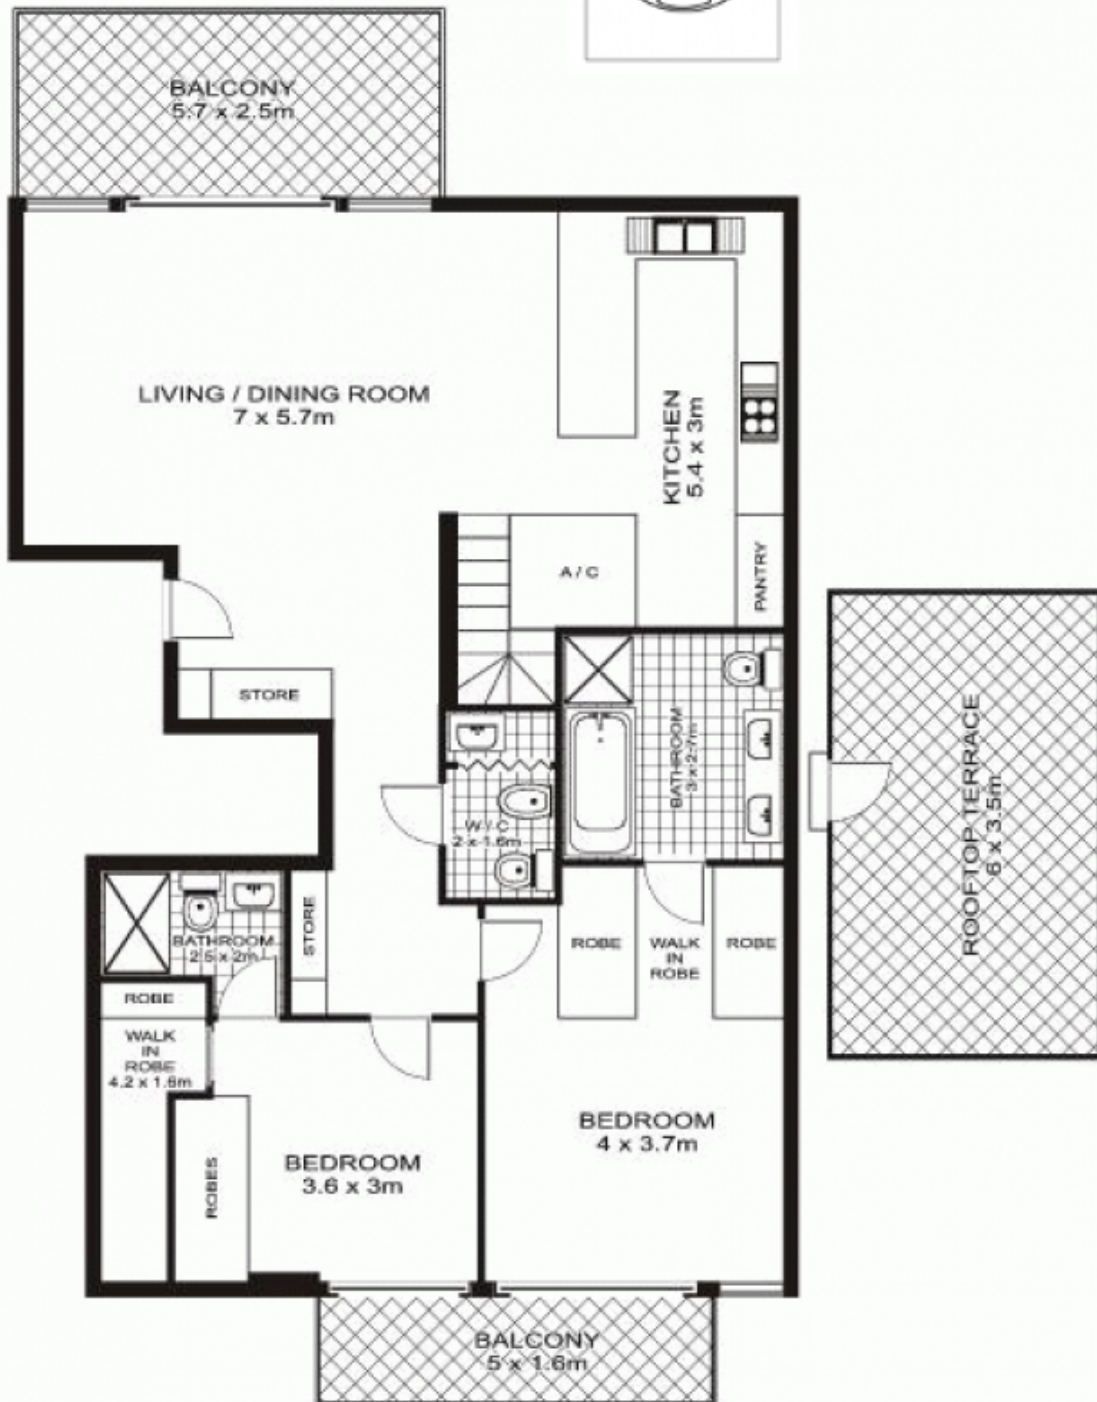 BALCONY
5.7 x 2.5m
LIVING / DINING ROOM
7 x 5.7m
KITCHEN
5.4 x 3m
A / C
PANTRY
STORE
BATHROOM
3 x 2.7m
W / C
2 x 1.6m
ROOFTOP TERRACE
6 x 3.5m
BATHROOM
2.5 x 2m
STORE
ROBE
WALK
IN
ROBE
ROBE
ROBE
WALK
IN
ROBE
4.2 x 1.6m
BEDROOM
4 x 3.7m
BEDROOM
3.6 x 3m
ROBES
BALCONY
5 x 1.6m